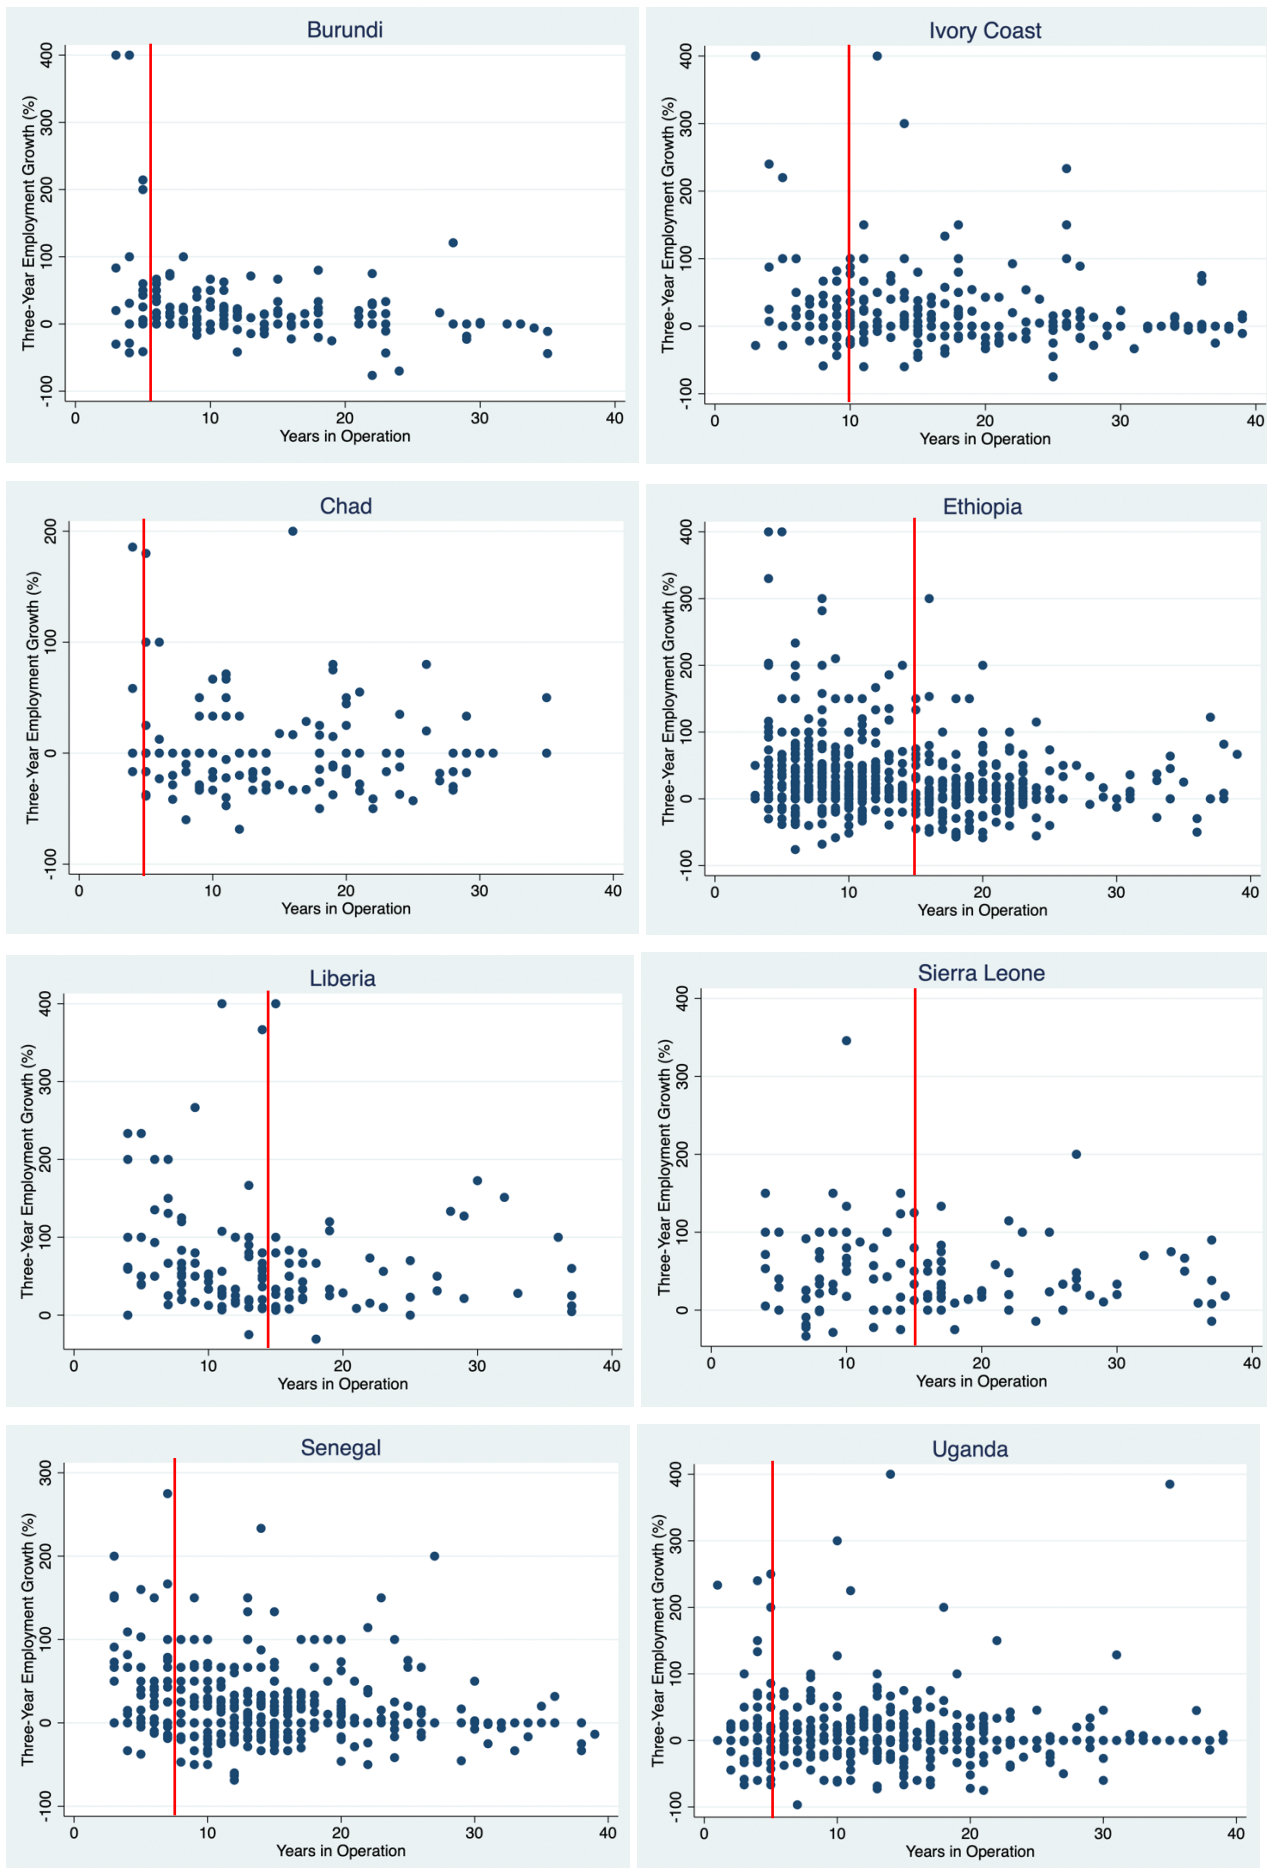 Burundi
Three-Year Employment Growth (%)
400
300
200
100
0
-100
0 10 20 30 40
Years in Operation
Ivory Coast
Three-Year Employment Growth (%)
400
300
200
100
0
-100
0 10 20 30 40
Years in Operation
Chad
Three-Year Employment Growth (%)
200
100
0
-100
0 10 20 30 40
Years in Operation
Ethiopia
Three-Year Employment Growth (%)
400
300
200
100
0
-100
0 10 20 30 40
Years in Operation
Liberia
Three-Year Employment Growth (%)
400
300
200
100
0
0 10 20 30 40
Years in Operation
Sierra Leone
Three-Year Employment Growth (%)
400
300
200
100
0
0 10 20 30 40
Years in Operation
Senegal
Three-Year Employment Growth (%)
300
200
100
0
-100
0 10 20 30 40
Years in Operation
Uganda
Three-Year Employment Growth (%)
400
300
200
100
0
-100
0 10 20 30 40
Years in Operation